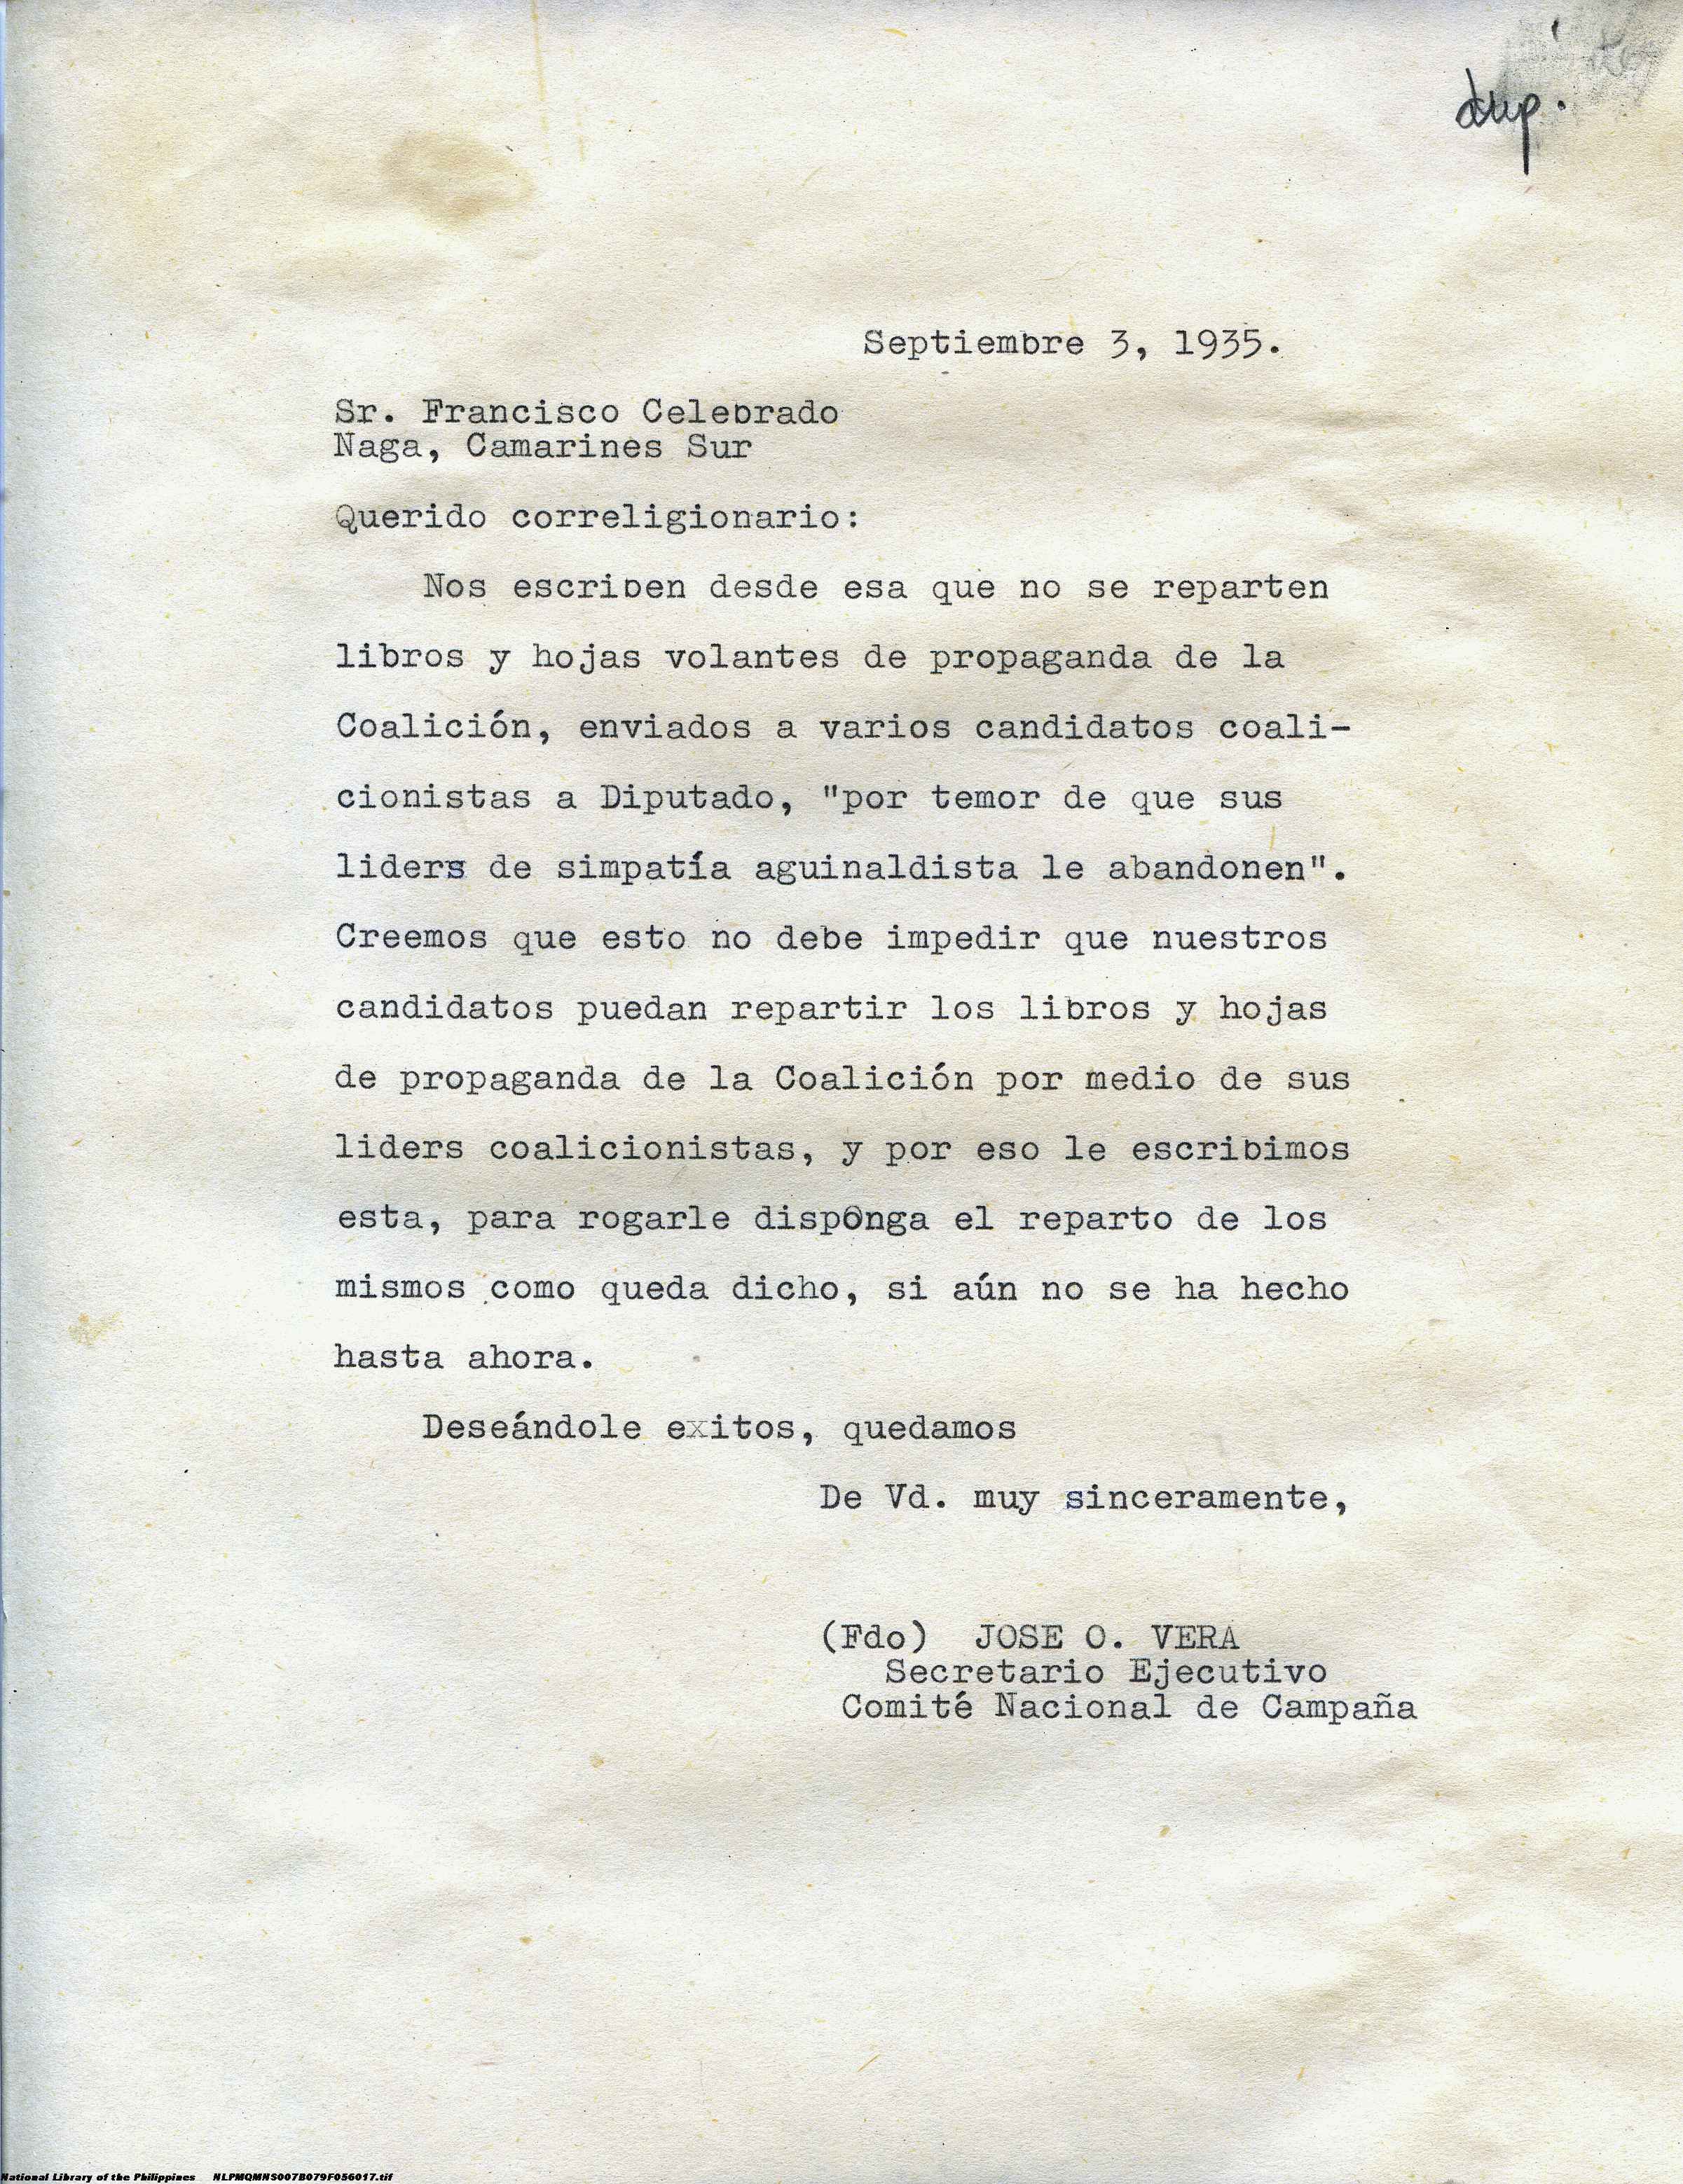 dup.
Septiembre 3, 1935.
Sr. Francisco Celebrado
Naga, Camarines Sur
Querido correligionario:
Nos escriben desde esa que no se reparten
libros y hojas volantes de propaganda de la
Coalición, enviados a varios candidatos coali-
cionistas a Diputado, "por temor de que sus
liders de simpatía aguinaldista le abandonen".
Creemos que esto no debe impedir que nuestros
candidatos puedan repartir los libros y hojas
de propaganda de la Coalición por medio de sus
liders coalicionistas, y por eso le escribimos
esta, para rogarle disponga el reparto de los
mismos como queda dicho, si aún no se ha hecho
hasta ahora.
Deseándole exitos, quedamos
De Vd. muy sinceramente,
(Fdo) JOSE O. VERA
Secretario Ejecutivo
Comité Nacional de Campaña
National Library of the Philippines NLPMQMNS007B079F056017.tif